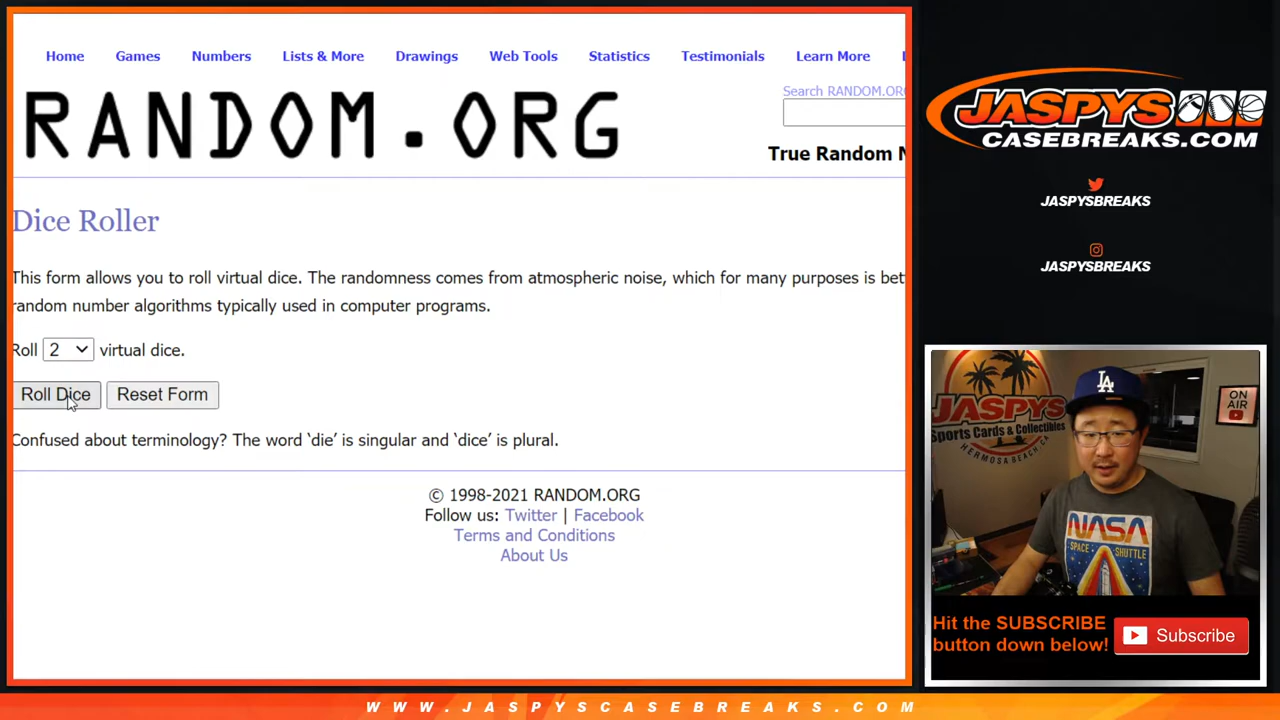 Home Games Numbers Lists & More Drawings Web Tools Statistics Testimonials Learn More
Search RANDOM.OR
RANDOM.ORG
True Random N
Dice Roller
This form allows you to roll virtual dice. The randomness comes from atmospheric noise, which for many purposes is bet
random number algorithms typically used in computer programs.
Roll 2 virtual dice.
Roll Dice Reset Form
Confused about terminology? The word 'die' is singular and 'dice' is plural.
© 1998-2021 RANDOM.ORG
Follow us: Twitter | Facebook
Terms and Conditions
About Us
JASPYS
CASEBREAKS.COM
JASPYSBREAKS
JASPYSBREAKS
JASPYS
Sports Cards & Collectibles
HERMOSA BEACH, CA
LA
ON
AIR
NASA
SPACE SHUTTLE
Hit the SUBSCRIBE
button down below!
Subscribe
WWW.JASPYSCASEBREAKS.COM